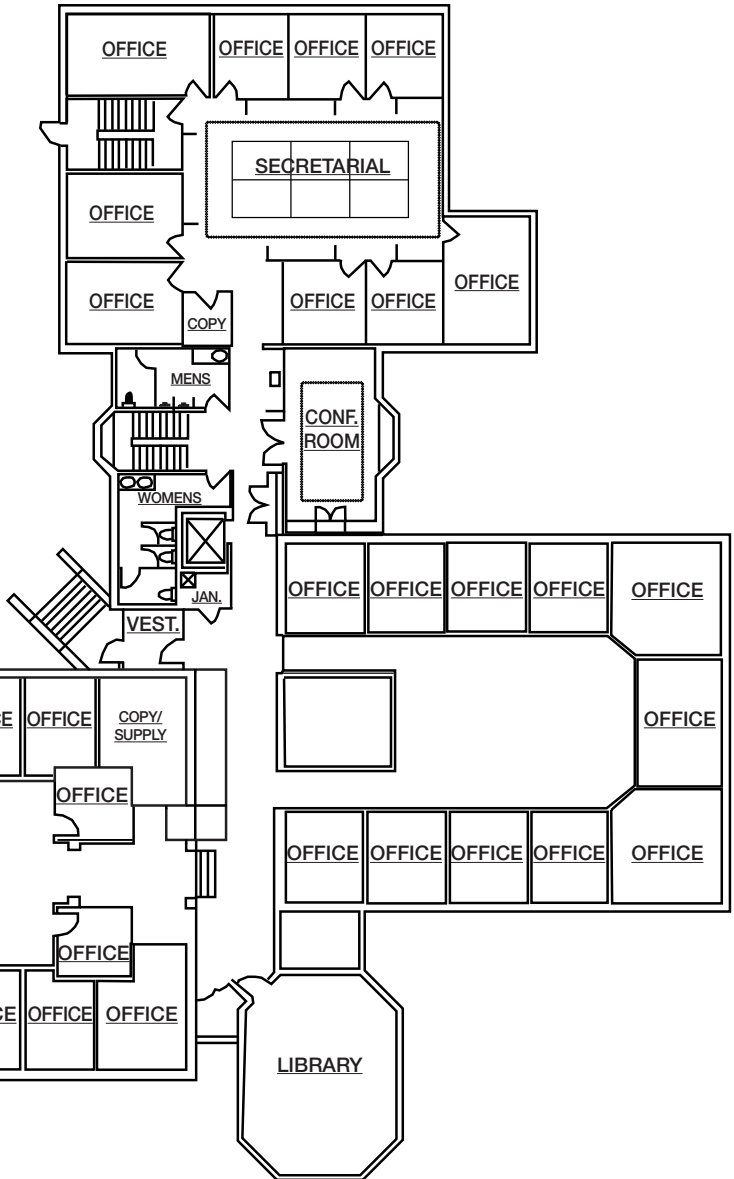 OFFICE OFFICE OFFICE OFFICE
SECRETARIAL
OFFICE
OFFICE
OFFICE OFFICE OFFICE
COPY
MENS
CONF.
ROOM
WOMENS
OFFICE OFFICE OFFICE OFFICE OFFICE
JAN.
VEST.
OFFICE
COPY/
SUPPLY
OFFICE
OFFICE
OFFICE OFFICE OFFICE OFFICE OFFICE
OFFICE
OFFICE OFFICE
LIBRARY